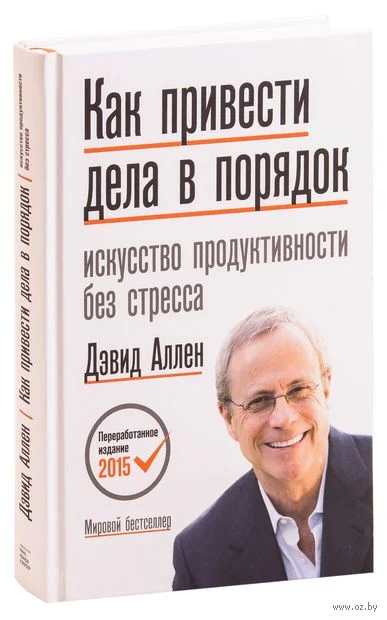 Как привести
дела в порядок
искусство продуктивности
без стресса
Дэвид Аллен
Переработанное
издание
2015
Мировой бестселлер
Дэвид Аллен | Как привести дела в порядок | искусство продуктивности
без стресса
www.oz.by